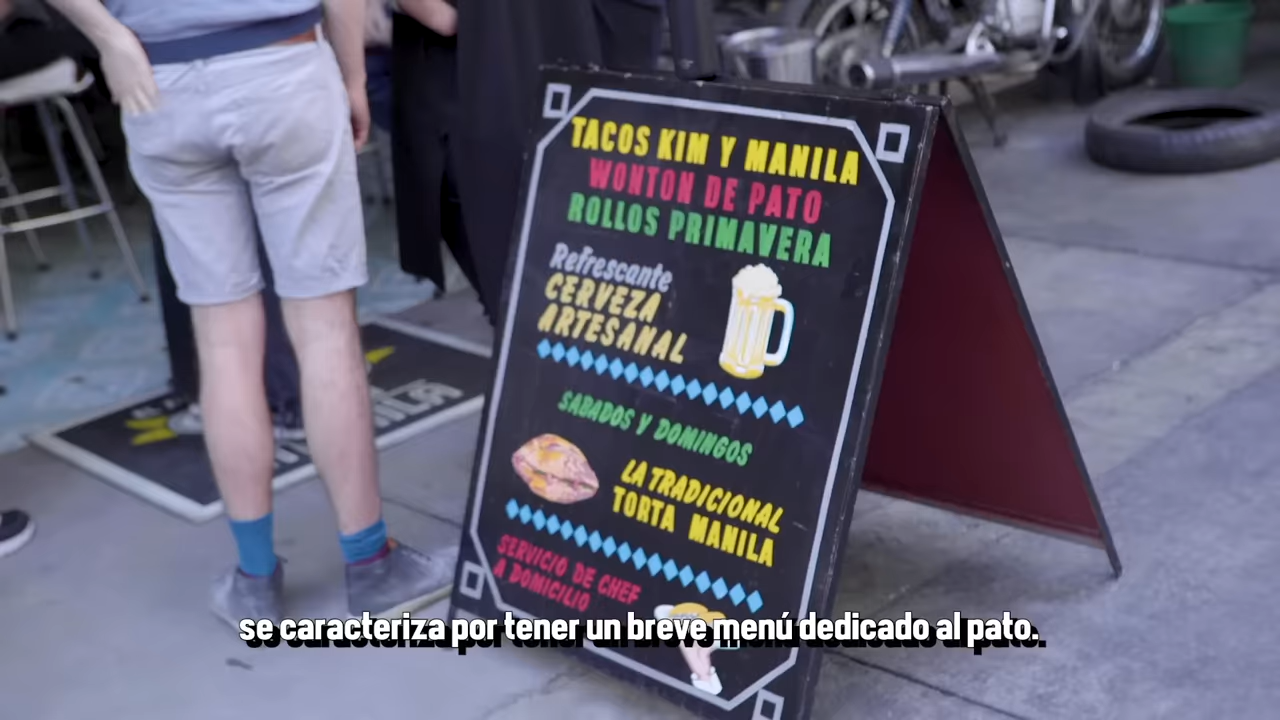 TACOS KIM Y MANILA
WONTON DE PATO
ROLLOS PRIMAVERA
Refrescante
CERVEZA
ARTESANAL
SABADOS Y DOMINGOS
LA TRADICIONAL
TORTA MANILA
SERVICIO DE CHEF
A DOMICILIO
se caracteriza por tener un breve menú dedicado al pato.